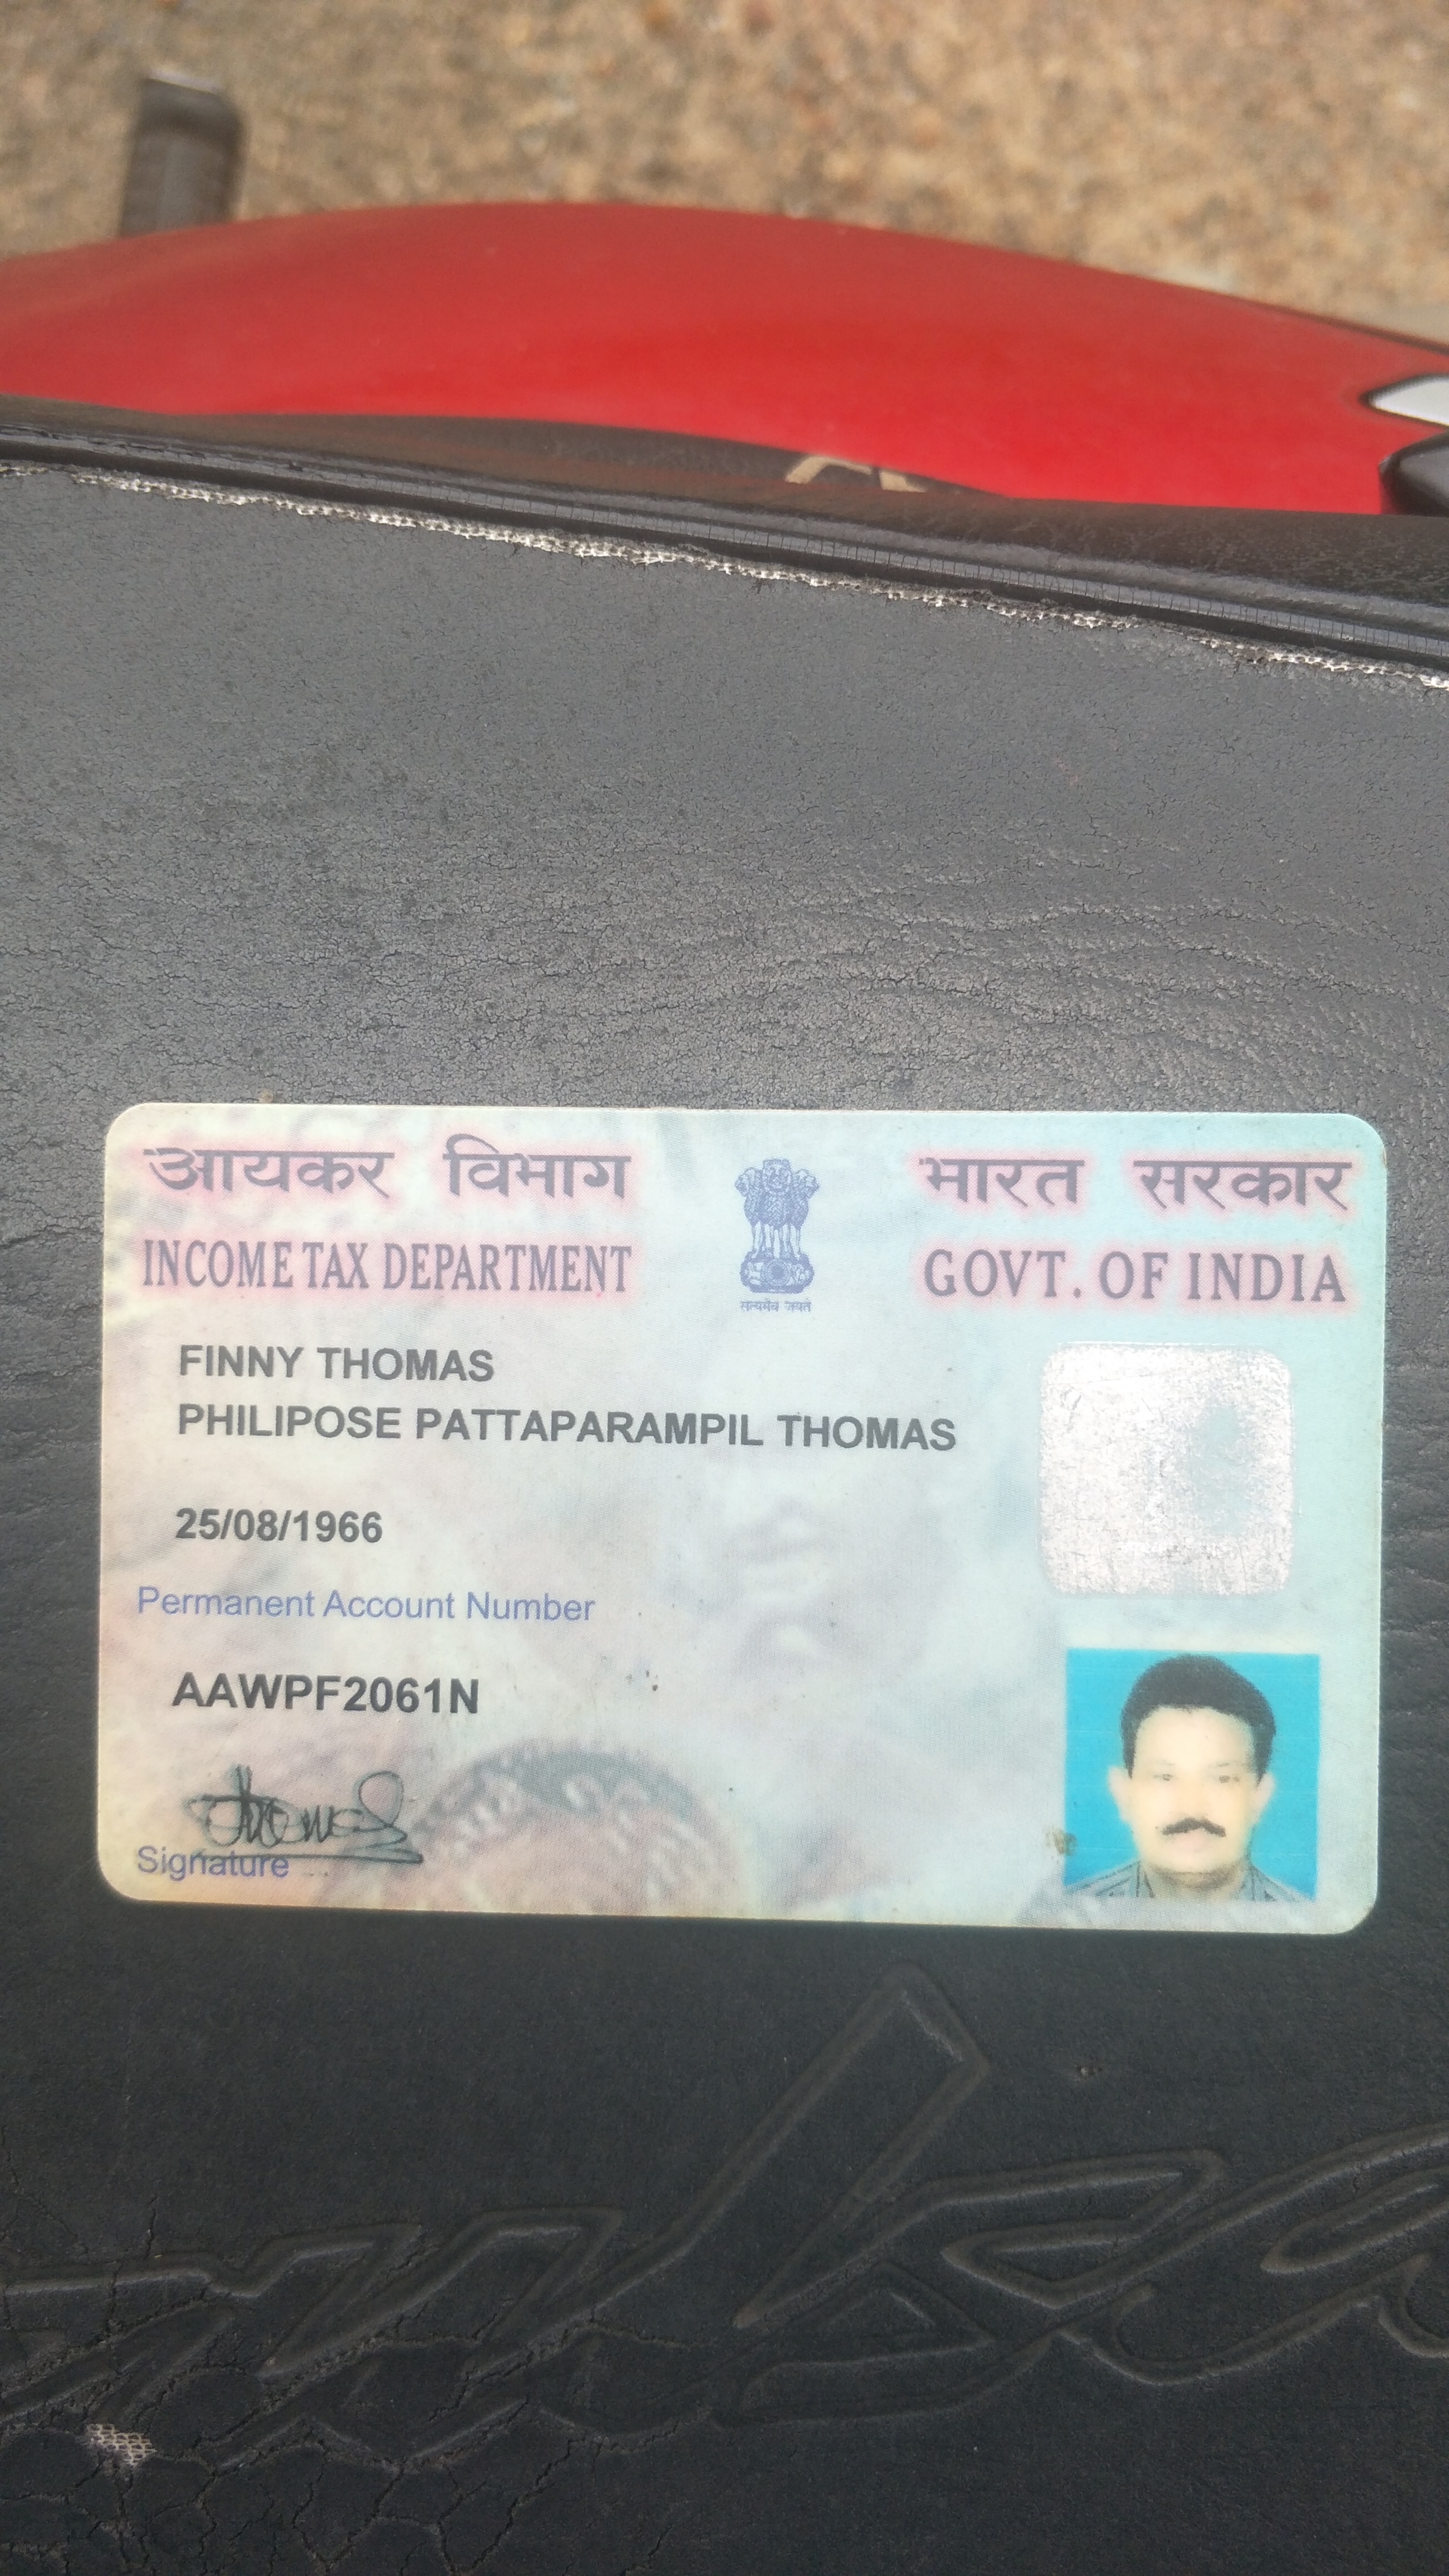 आयकर विभाग
INCOME TAX DEPARTMENT
सत्यमेव जयते
भारत सरकार
GOVT. OF INDIA
FINNY THOMAS
PHILIPOSE PATTAPARAMPIL THOMAS
25/08/1966
Permanent Account Number
AAWPF2061N
Thomas
Signature